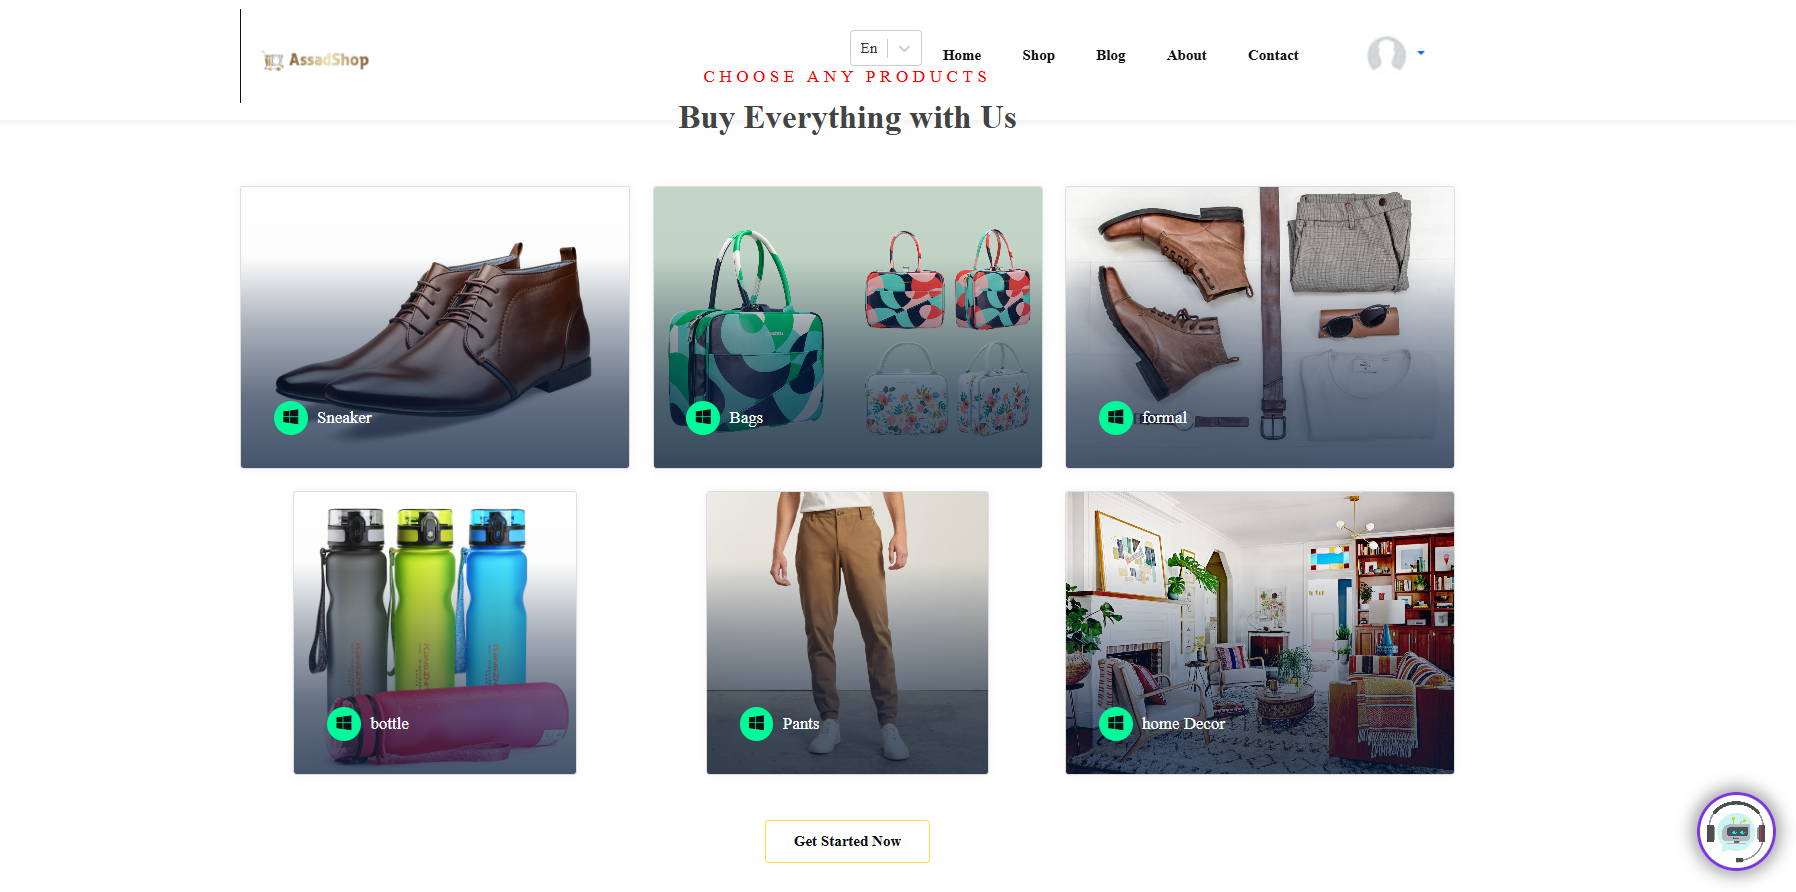 AssadShop
En
Home
Shop
Blog
About
Contact
CHOOSE ANY PRODUCTS
Buy Everything with Us
Sneaker
Bags
formal
bottle
Pants
home Decor
Get Started Now